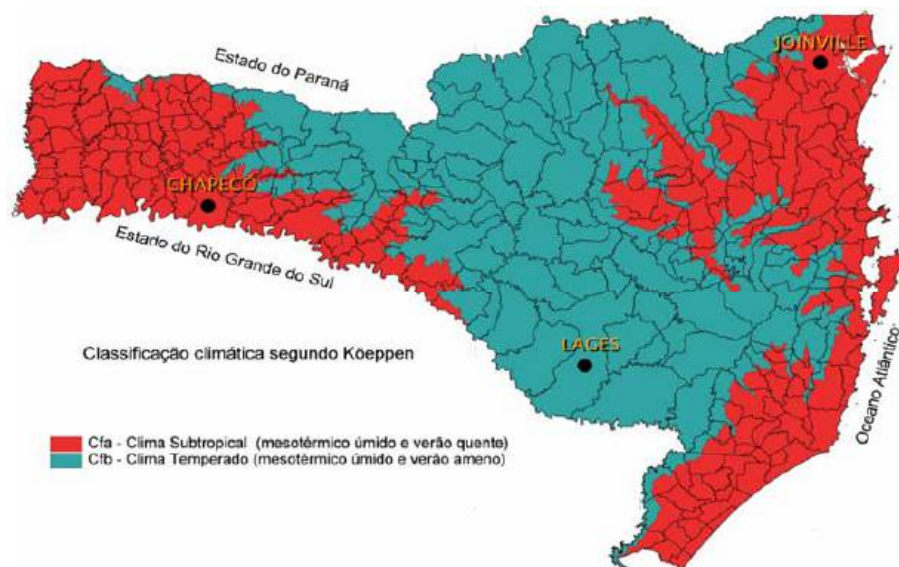 JOINVILLE
Estado do Paraná
CHAPECÓ
Estado do Rio Grande do Sul
LAGES
Oceano Atlântico
Classificação climática segundo Köeppen
Cfa - Clima Subtropical (mesotérmico úmido e verão quente)
Cfb - Clima Temperado (mesotérmico úmido e verão ameno)